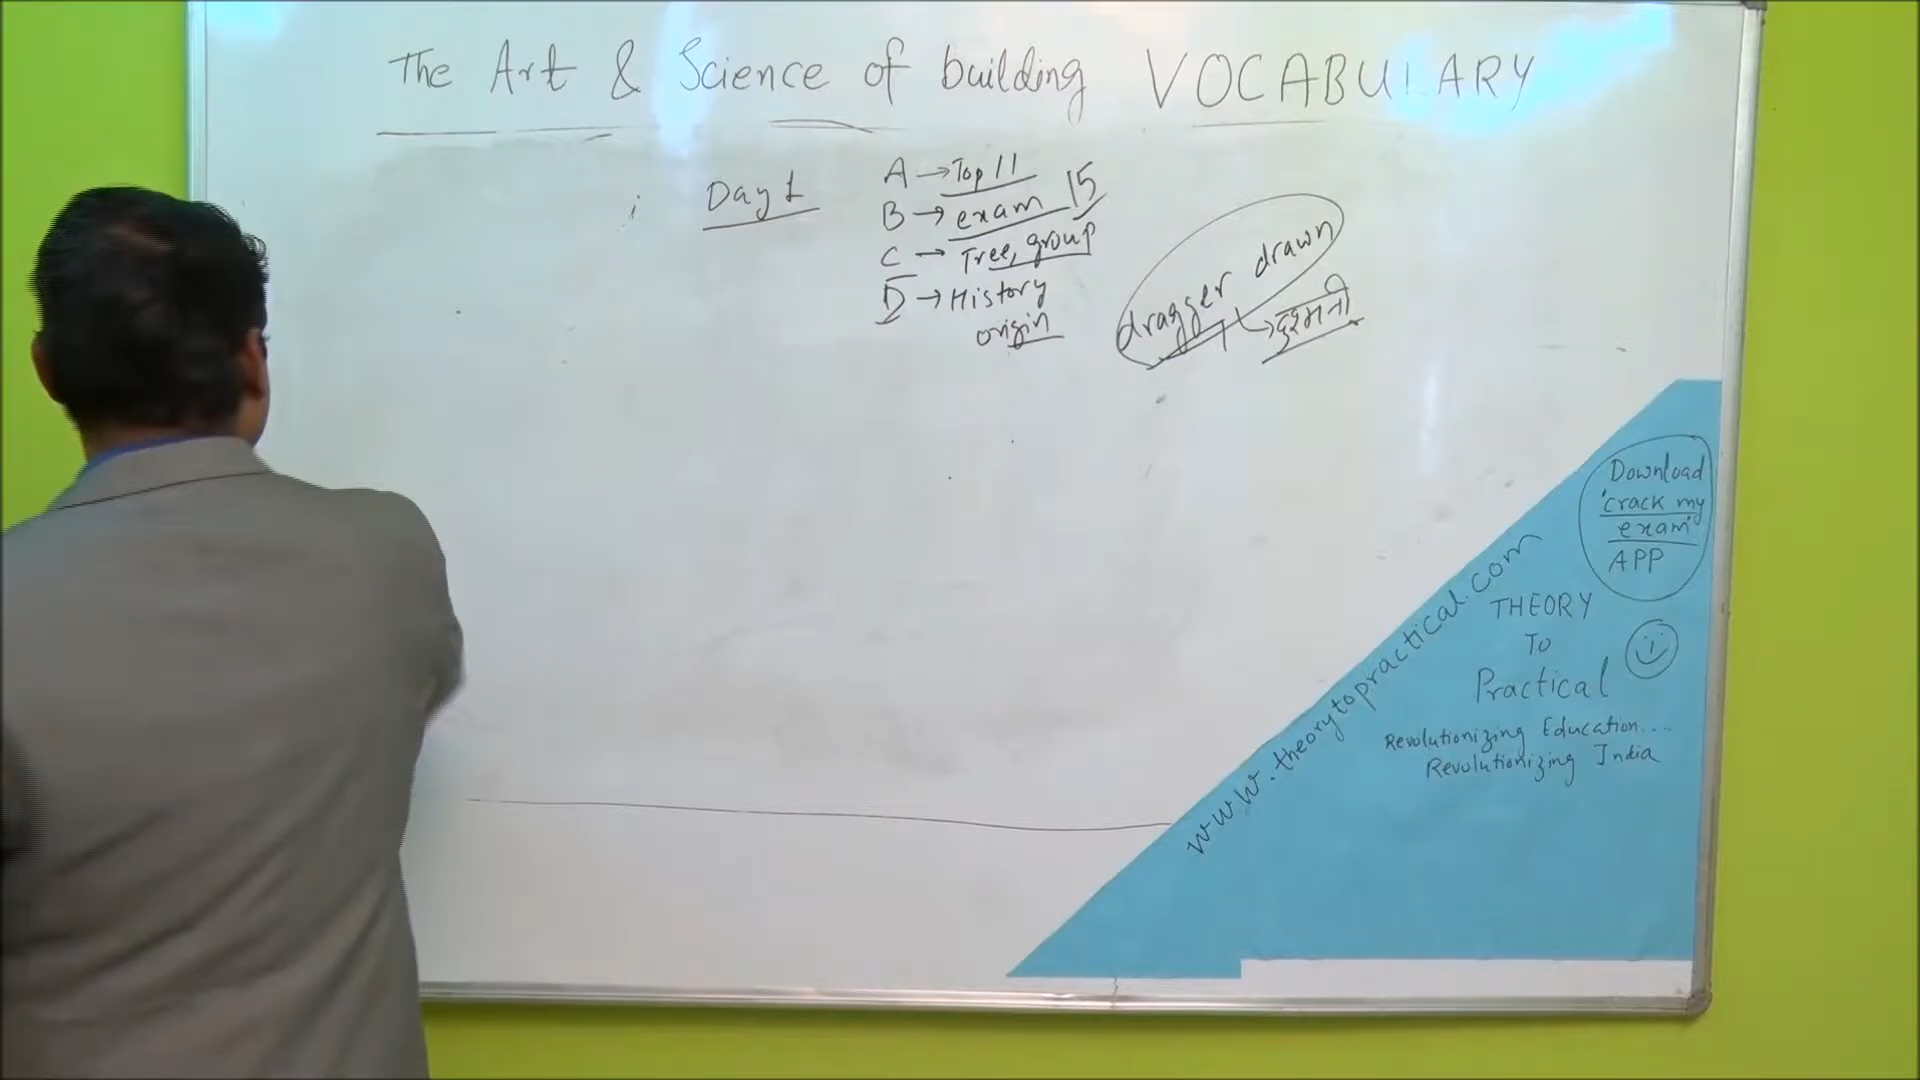 The Art & Science of building VOCABULARY
Day 1
A → Top 11
B → exam 15
C → Tree, group
D → History
origin
dragger drawn
→ दुश्मनी
Download
'crack my
exam'
APP
www.theorytopractical.com
THEORY
To
Practical
Revolutionizing Education...
Revolutionizing India